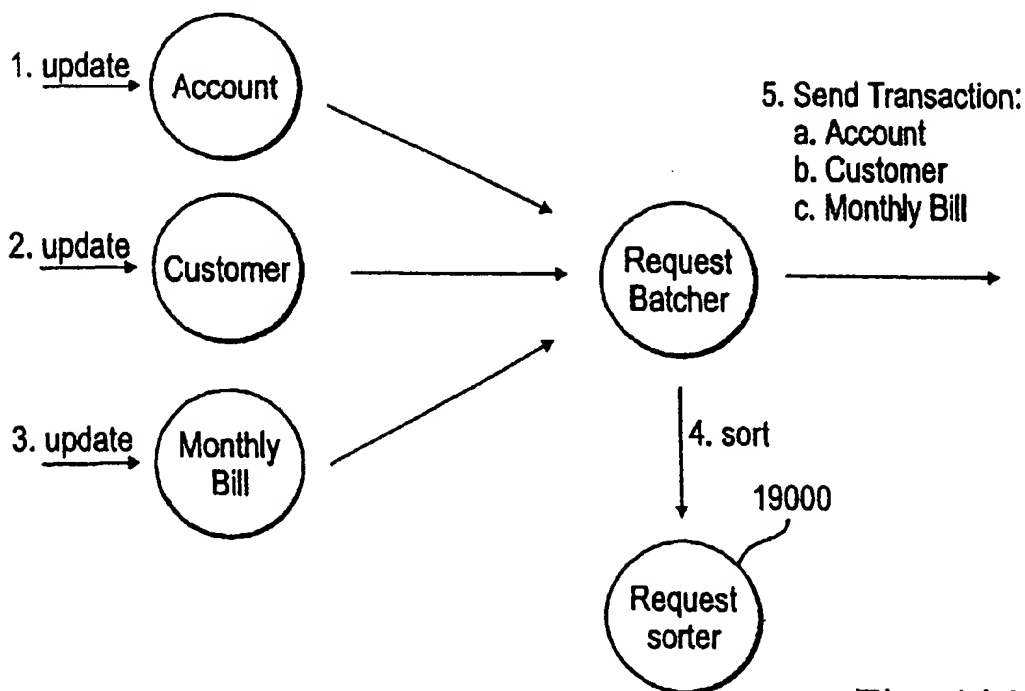 1. update
Account
2. update
Customer
3. update
Monthly
Bill
Request
Batcher
5. Send Transaction:
a. Account
b. Customer
c. Monthly Bill
4. sort
19000
Request
sorter